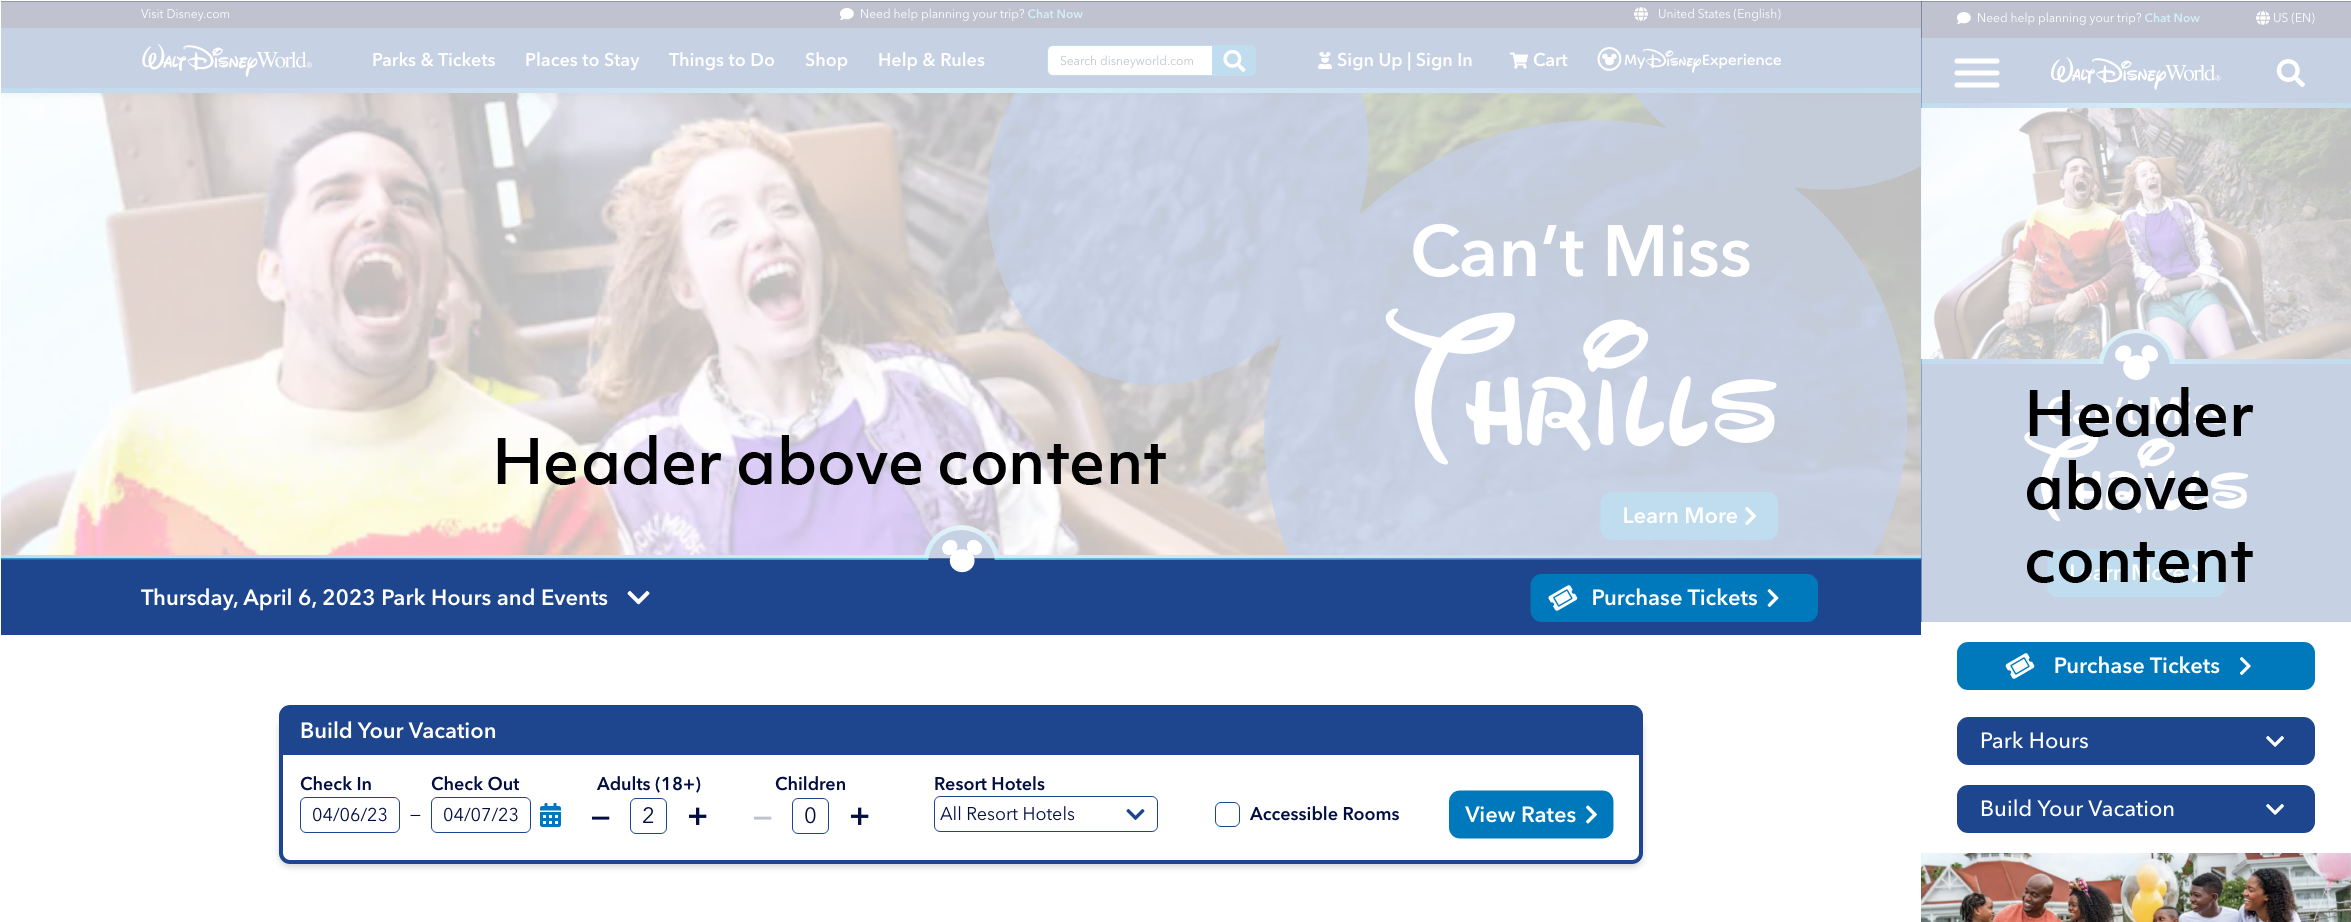 Visit Disney.com
Need help planning your trip? Chat Now
United States (English)
Walt Disney World
Parks & Tickets
Places to Stay
Things to Do
Shop
Help & Rules
Search disneyworld.com
Sign Up | Sign In
Cart
My Disney Experience
Can't Miss
Thrills
Header above content
Learn More
Thursday, April 6, 2023 Park Hours and Events
Purchase Tickets
Build Your Vacation
Check In
Check Out
Adults (18+)
Children
Resort Hotels
04/06/23 – 04/07/23
2
0
All Resort Hotels
Accessible Rooms
View Rates
Need help planning your trip? Chat Now
US (EN)
Walt Disney World
Can't Miss
Thrills
Header
above
content
Learn More
Purchase Tickets
Park Hours
Build Your Vacation